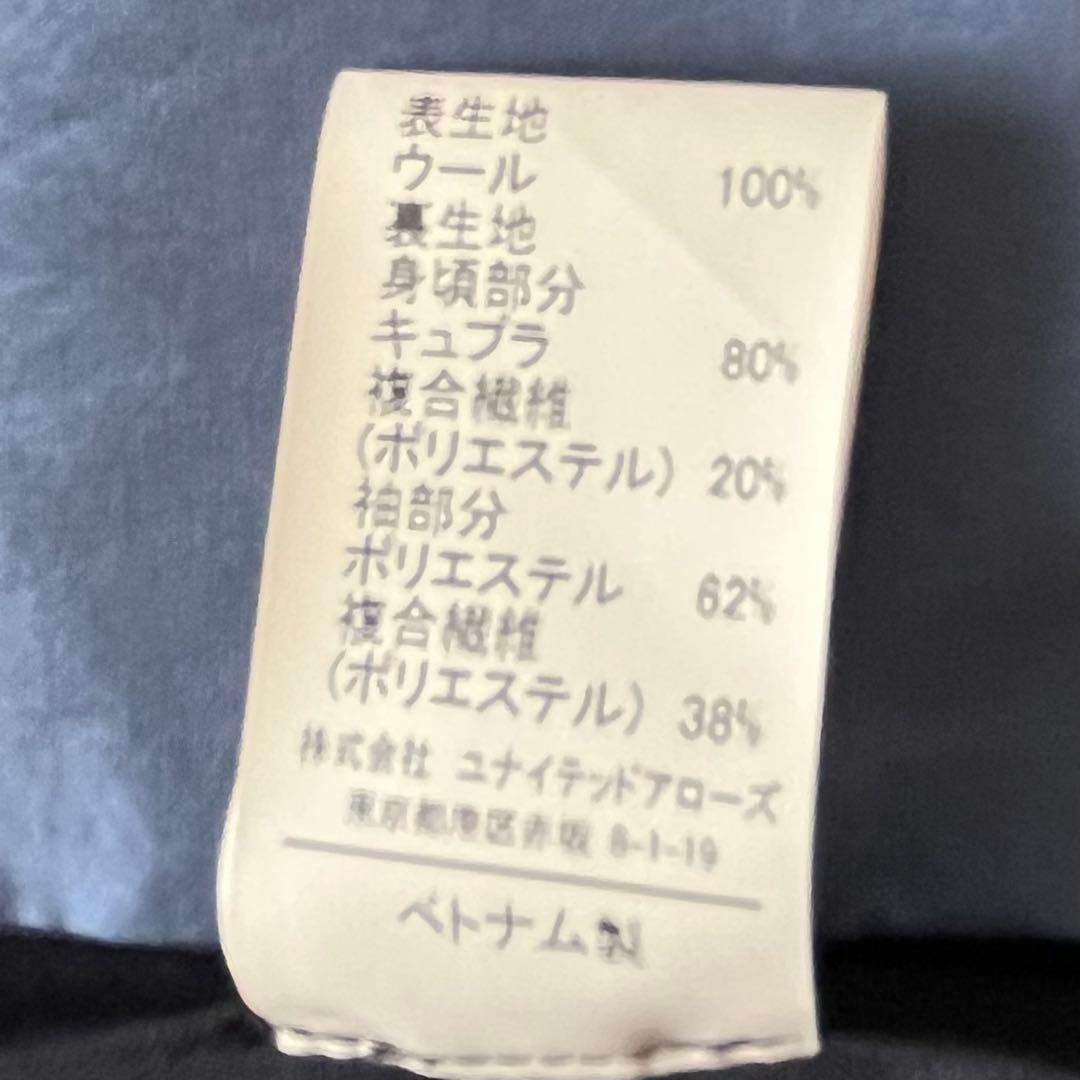 表生地
ウール 100%
裏生地
身頃部分
キュプラ 80%
複合繊維
(ポリエステル) 20%
袖部分
ポリエステル 62%
複合繊維
(ポリエステル) 38%
株式会社 ユナイテッドアローズ
東京都港区赤坂 8-1-19
ベトナム製